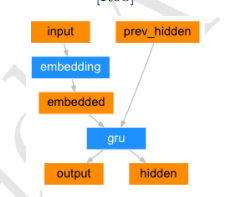 input prev_hidden
embedding
embedded
gru
output hidden